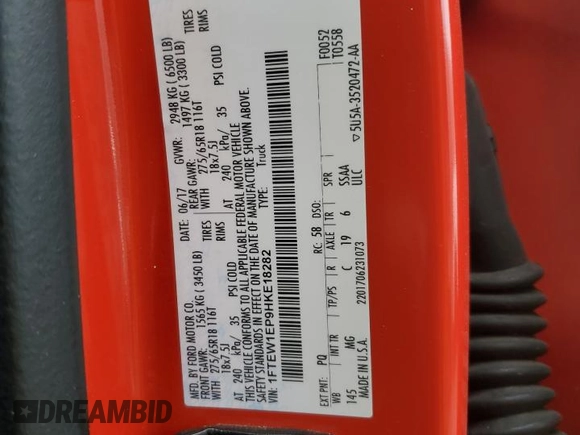 MFD. BY FORD MOTOR CO.
DATE: 06/17 GVWR: 2948 KG ( 6500 LB)
FRONT GAWR: 1565 KG ( 3450 LB) REAR GAWR: 1497 KG ( 3300 LB)
WITH 275/65R18 116T TIRES WITH 275/65R18 116T TIRES
18x7.5J RIMS 18x7.5J RIMS
AT 240 kPa/ 35 PSI COLD AT 240 kPa/ 35 PSI COLD
THIS VEHICLE CONFORMS TO ALL APPLICABLE FEDERAL MOTOR VEHICLE
SAFETY STANDARDS IN EFFECT ON THE DATE OF MANUFACTURE SHOWN ABOVE.
VIN: 1FTEW1EP9HKE18282
TYPE: Truck
F0052
T0558
EXT PNT: PQ RC: 5B DSO:
WB INT TR TP/PS R AXLE TR SPR
145 MG C 19 6 SSAA
ULC
MADE IN U.S.A. 2201706231073
▽5U5A-3520472-AA
DREAMBID